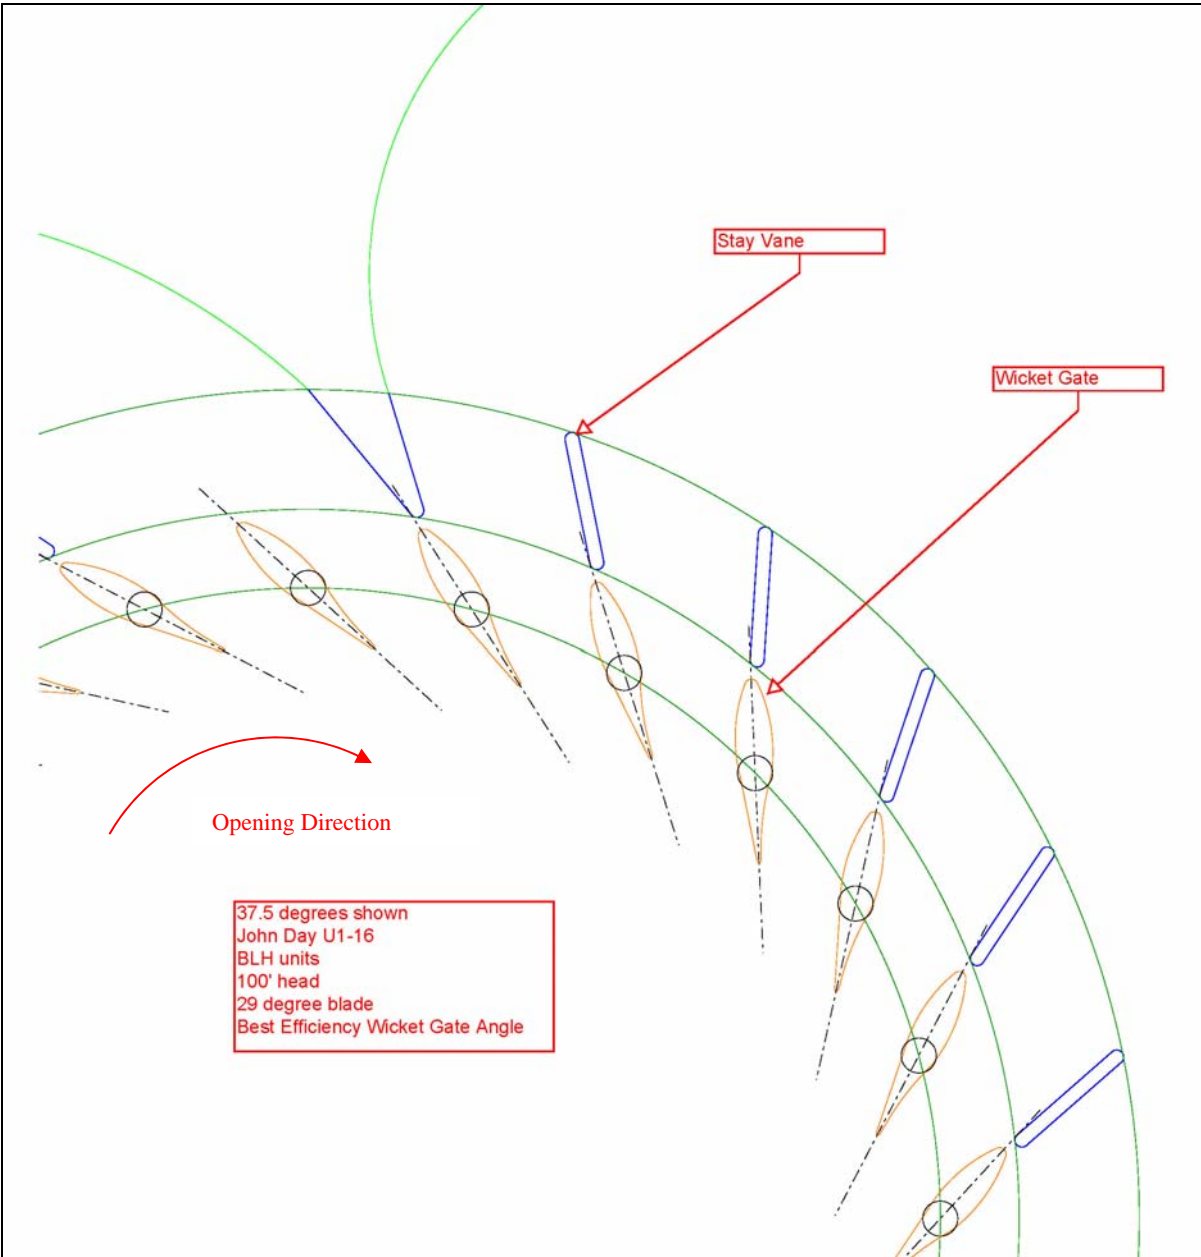 Stay Vane
Wicket Gate
Opening Direction
37.5 degrees shown
John Day U1-16
BLH units
100' head
29 degree blade
Best Efficiency Wicket Gate Angle